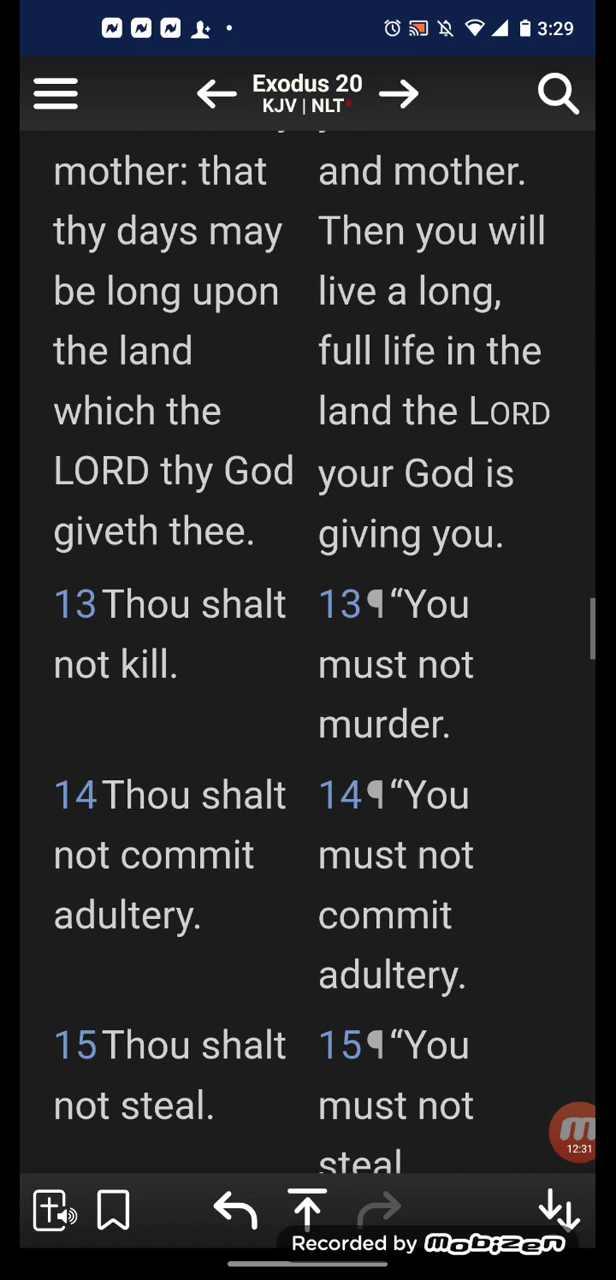 3:29
Exodus 20
KJV | NLT*
mother: that
thy days may
be long upon
the land
which the
LORD thy God
giveth thee.
and mother.
Then you will
live a long,
full life in the
land the LORD
your God is
giving you.
13 Thou shalt
not kill.
13 ¶ “You
must not
murder.
14 Thou shalt
not commit
adultery.
14 ¶ “You
must not
commit
adultery.
15 Thou shalt
not steal.
15 ¶ “You
must not
steal
12:31
Recorded by mobizen